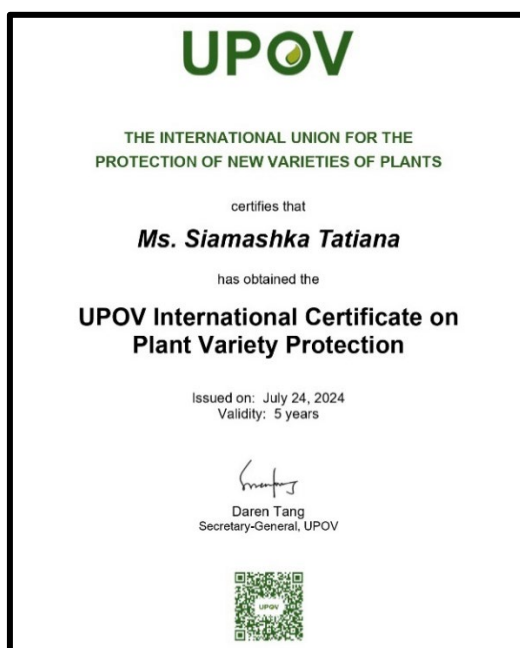 UPOV
THE INTERNATIONAL UNION FOR THE
PROTECTION OF NEW VARIETIES OF PLANTS
certifies that
Ms. Siamashka Tatiana
has obtained the
UPOV International Certificate on
Plant Variety Protection
Issued on: July 24, 2024
Validity: 5 years
Daren Tang
Secretary-General, UPOV
UPOV